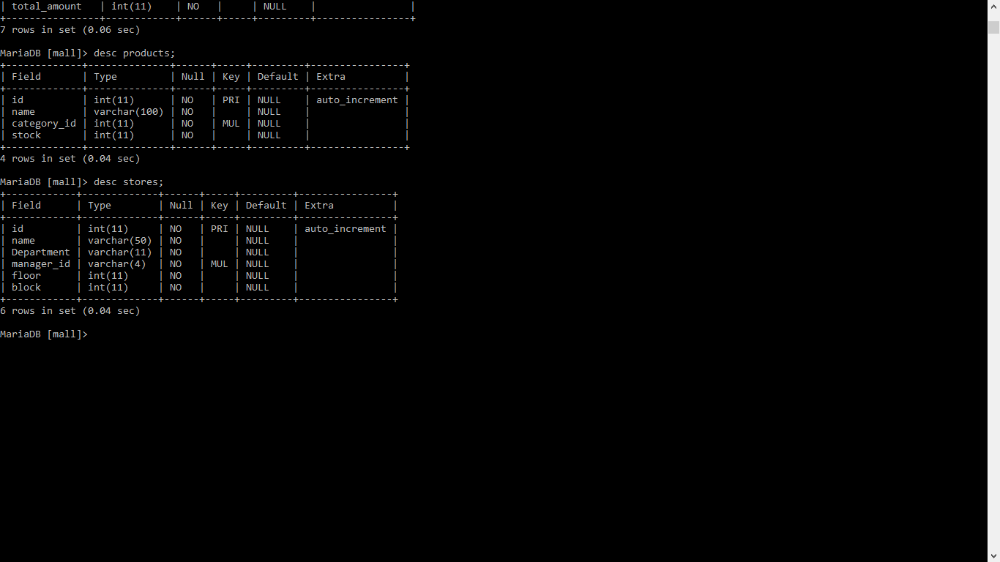 | total_amount   | int(11)    | NO   |     | NULL    |                |
+----------------+------------+------+-----+---------+----------------+
7 rows in set (0.06 sec)

MariaDB [mall]> desc products;
+-------------+--------------+------+-----+---------+----------------+
| Field       | Type         | Null | Key | Default | Extra          |
+-------------+--------------+------+-----+---------+----------------+
| id          | int(11)      | NO   | PRI | NULL    | auto_increment |
| name        | varchar(100) | NO   |     | NULL    |                |
| category_id | int(11)      | NO   | MUL | NULL    |                |
| stock       | int(11)      | NO   |     | NULL    |                |
+-------------+--------------+------+-----+---------+----------------+
4 rows in set (0.04 sec)

MariaDB [mall]> desc stores;
+------------+-------------+------+-----+---------+----------------+
| Field      | Type        | Null | Key | Default | Extra          |
+------------+-------------+------+-----+---------+----------------+
| id         | int(11)     | NO   | PRI | NULL    | auto_increment |
| name       | varchar(50) | NO   |     | NULL    |                |
| Department | varchar(11) | NO   |     | NULL    |                |
| manager_id | varchar(4)  | NO   | MUL | NULL    |                |
| floor      | int(11)     | NO   |     | NULL    |                |
| block      | int(11)     | NO   |     | NULL    |                |
+------------+-------------+------+-----+---------+----------------+
6 rows in set (0.04 sec)

MariaDB [mall]>